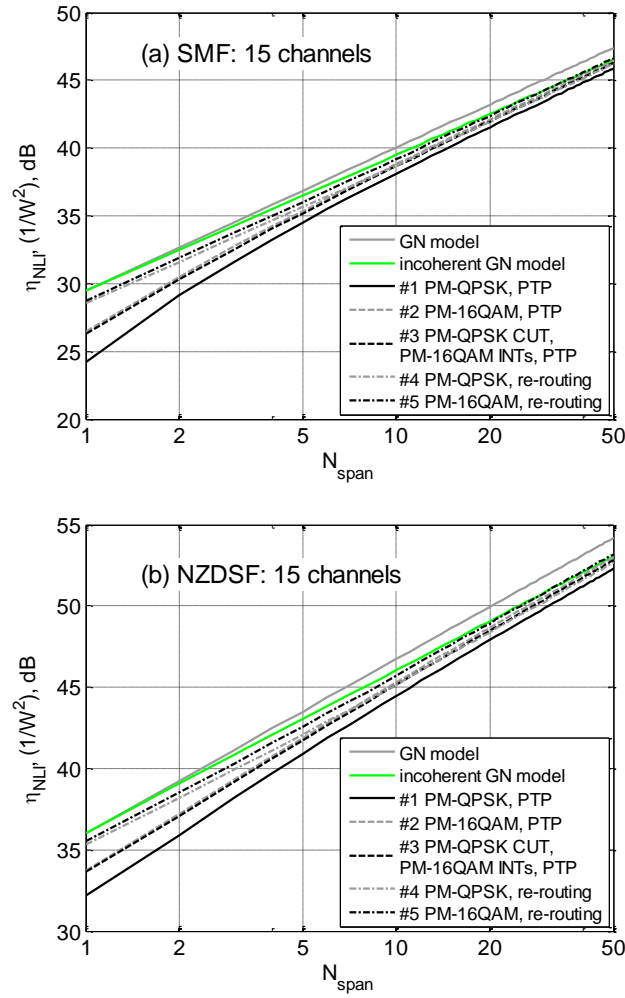 50
(a) SMF: 15 channels
45
40
η_NLI, (1/W²), dB
35
30
25
20
GN model
incoherent GN model
#1 PM-QPSK, PTP
#2 PM-16QAM, PTP
#3 PM-QPSK CUT,
PM-16QAM INTs, PTP
#4 PM-QPSK, re-routing
#5 PM-16QAM, re-routing
1 2 5 10 20 50
N_span
55
(b) NZDSF: 15 channels
50
45
η_NLI, (1/W²), dB
40
35
30
GN model
incoherent GN model
#1 PM-QPSK, PTP
#2 PM-16QAM, PTP
#3 PM-QPSK CUT,
PM-16QAM INTs, PTP
#4 PM-QPSK, re-routing
#5 PM-16QAM, re-routing
1 2 5 10 20 50
N_span